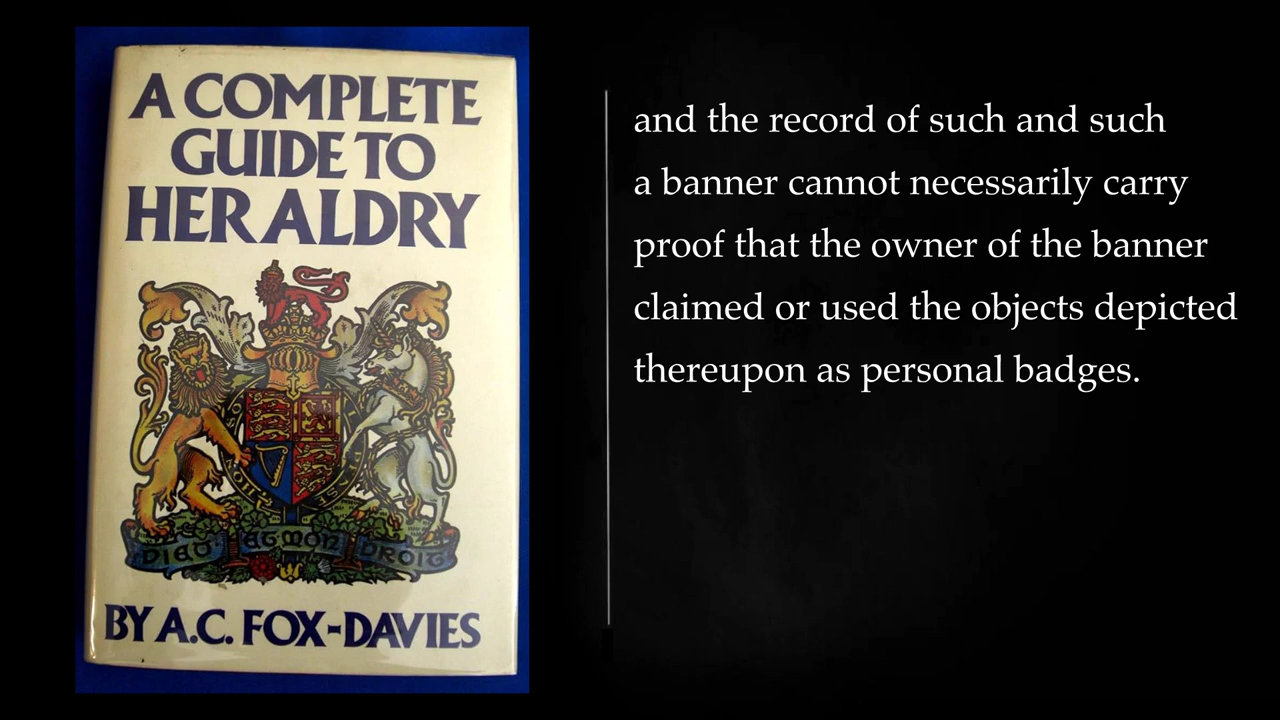 A COMPLETE
GUIDE TO
HERALDRY
DIEU ET MON DROIT
BY A.C. FOX-DAVIES
and the record of such and such
a banner cannot necessarily carry
proof that the owner of the banner
claimed or used the objects depicted
thereupon as personal badges.